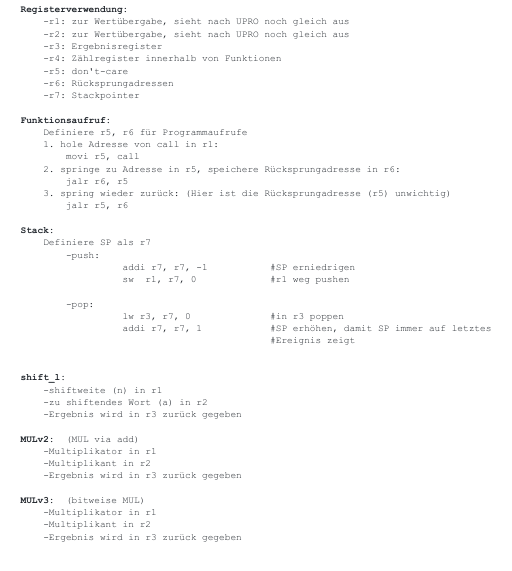 Registerverwendung:
-r1: zur Wertübergabe, sieht nach UPRO noch gleich aus
-r2: zur Wertübergabe, sieht nach UPRO noch gleich aus
-r3: Ergebnisregister
-r4: Zählregister innerhalb von Funktionen
-r5: don't-care
-r6: Rücksprungadressen
-r7: Stackpointer
Funktionsaufruf:
Definiere r5, r6 für Programmaufrufe
1. hole Adresse von call in r1:
movi r5, call
2. springe zu Adresse in r5, speichere Rücksprungadresse in r6:
jalr r6, r5
3. spring wieder zurück: (Hier ist die Rücksprungadresse (r5) unwichtig)
jalr r5, r6
Stack:
Definiere SP als r7
-push:
addi r7, r7, -1 #SP erniedrigen
sw r1, r7, 0 #r1 weg pushen
-pop:
lw r3, r7, 0 #in r3 poppen
addi r7, r7, 1 #SP erhöhen, damit SP immer auf letztes
#Ereignis zeigt
shift_l:
-shiftweite (n) in r1
-zu shiftendes Wort (a) in r2
-Ergebnis wird in r3 zurück gegeben
MULv2: (MUL via add)
-Multiplikator in r1
-Multiplikant in r2
-Ergebnis wird in r3 zurück gegeben
MULv3: (bitweise MUL)
-Multiplikator in r1
-Multiplikant in r2
-Ergebnis wird in r3 zurück gegeben